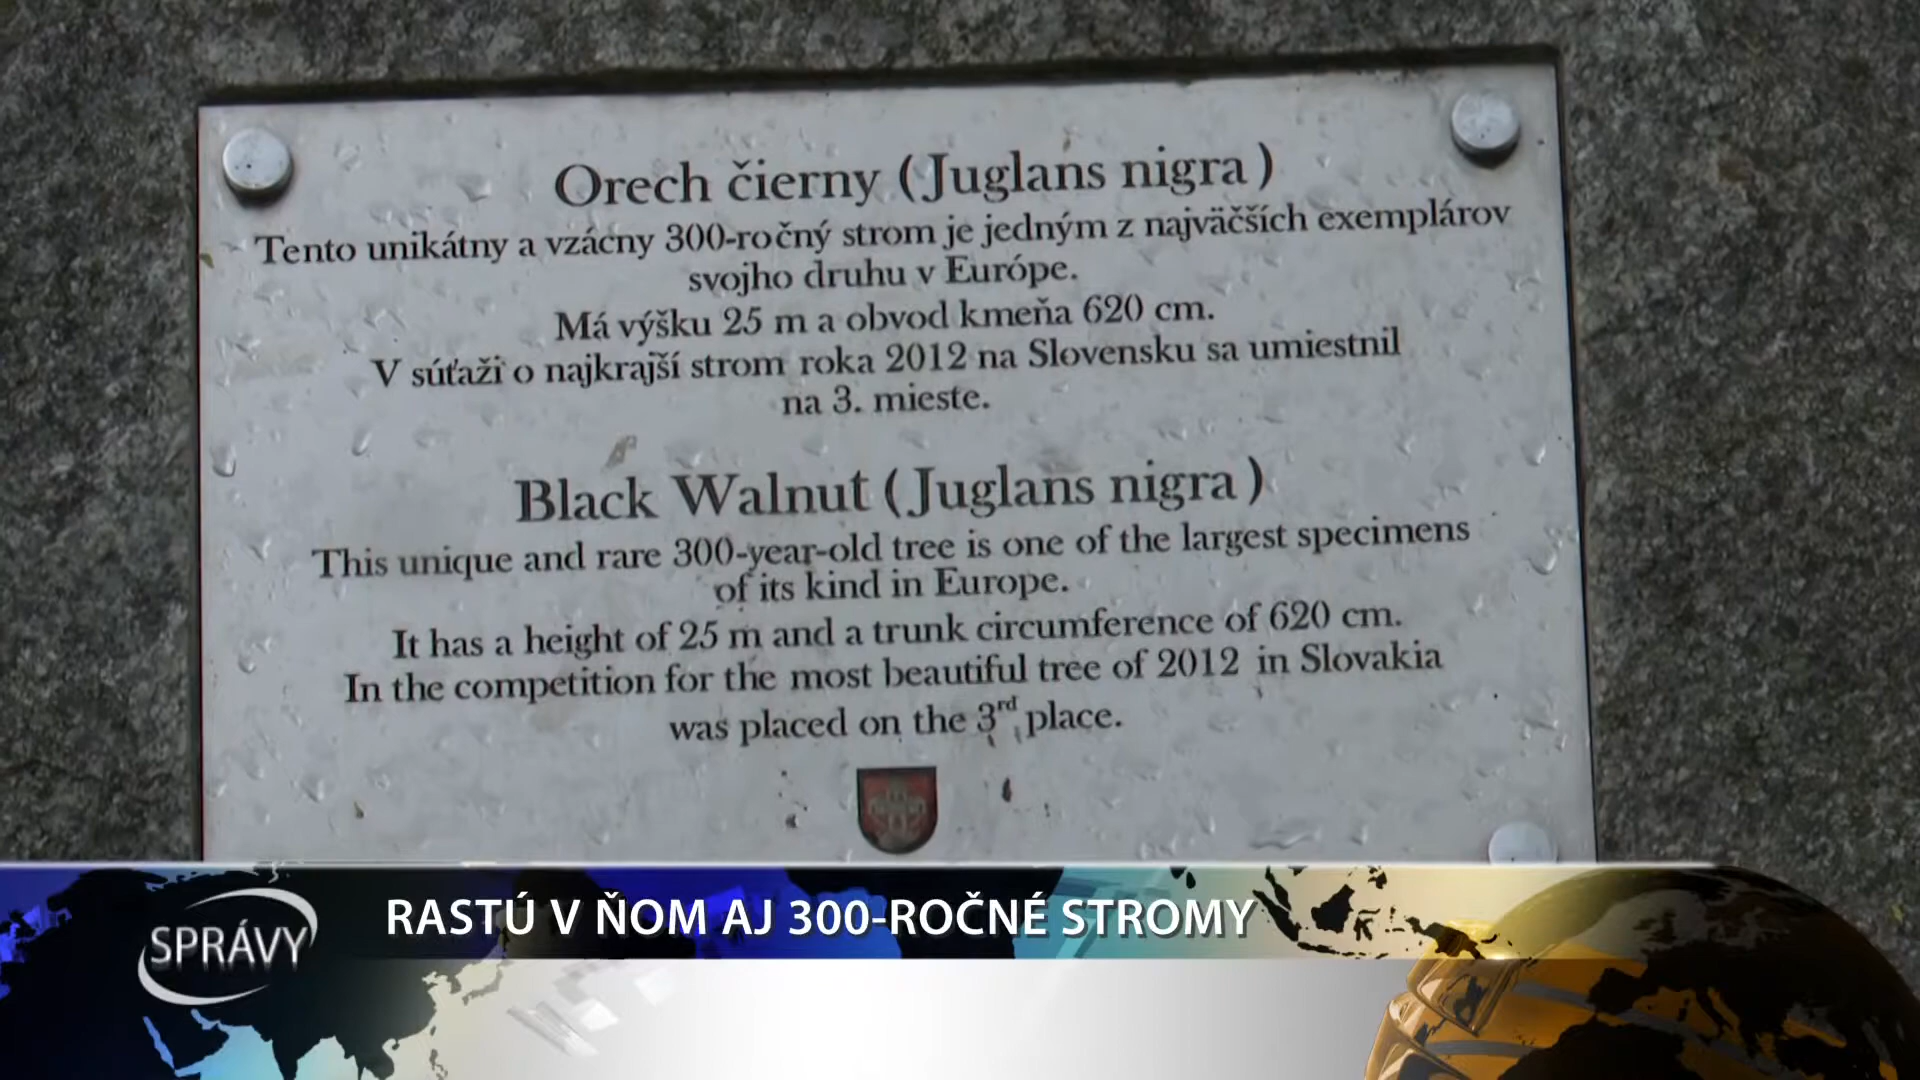 Orech čierny (Juglans nigra)
Tento unikátny a vzácny 300-ročný strom je jedným z najväčších exemplárov
svojho druhu v Európe.
Má výšku 25 m a obvod kmeňa 620 cm.
V súťaži o najkrajší strom roka 2012 na Slovensku sa umiestnil
na 3. mieste.
Black Walnut (Juglans nigra)
This unique and rare 300-year-old tree is one of the largest specimens
of its kind in Europe.
It has a height of 25 m and a trunk circumference of 620 cm.
In the competition for the most beautiful tree of 2012 in Slovakia
was placed on the 3rd place.
SPRÁVY
RASTÚ V ŇOM AJ 300-ROČNÉ STROMY